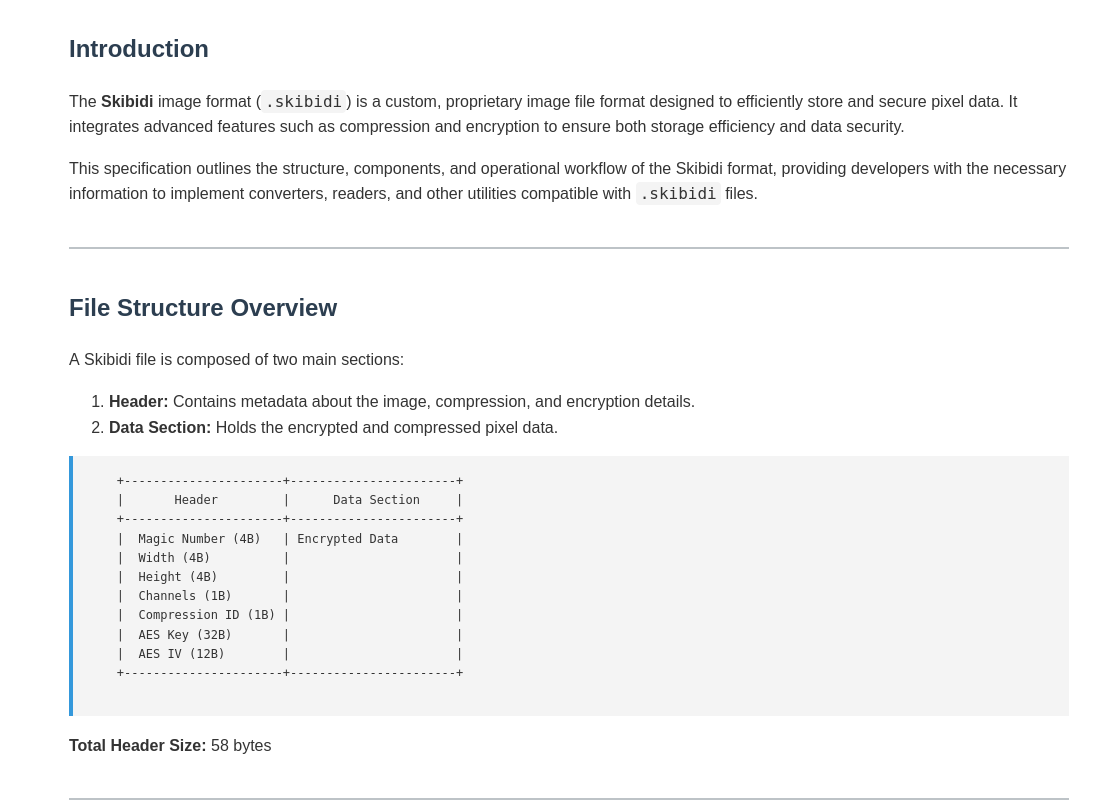 Introduction
The Skibidi image format (.skibidi) is a custom, proprietary image file format designed to efficiently store and secure pixel data. It
integrates advanced features such as compression and encryption to ensure both storage efficiency and data security.
This specification outlines the structure, components, and operational workflow of the Skibidi format, providing developers with the necessary
information to implement converters, readers, and other utilities compatible with .skibidi files.
File Structure Overview
A Skibidi file is composed of two main sections:
1. Header: Contains metadata about the image, compression, and encryption details.
2. Data Section: Holds the encrypted and compressed pixel data.
+----------------------+-----------------------+
|       Header         |      Data Section     |
+----------------------+-----------------------+
|  Magic Number (4B)   | Encrypted Data        |
|  Width (4B)          |                       |
|  Height (4B)         |                       |
|  Channels (1B)       |                       |
|  Compression ID (1B) |                       |
|  AES Key (32B)       |                       |
|  AES IV (12B)        |                       |
+----------------------+-----------------------+
Total Header Size: 58 bytes